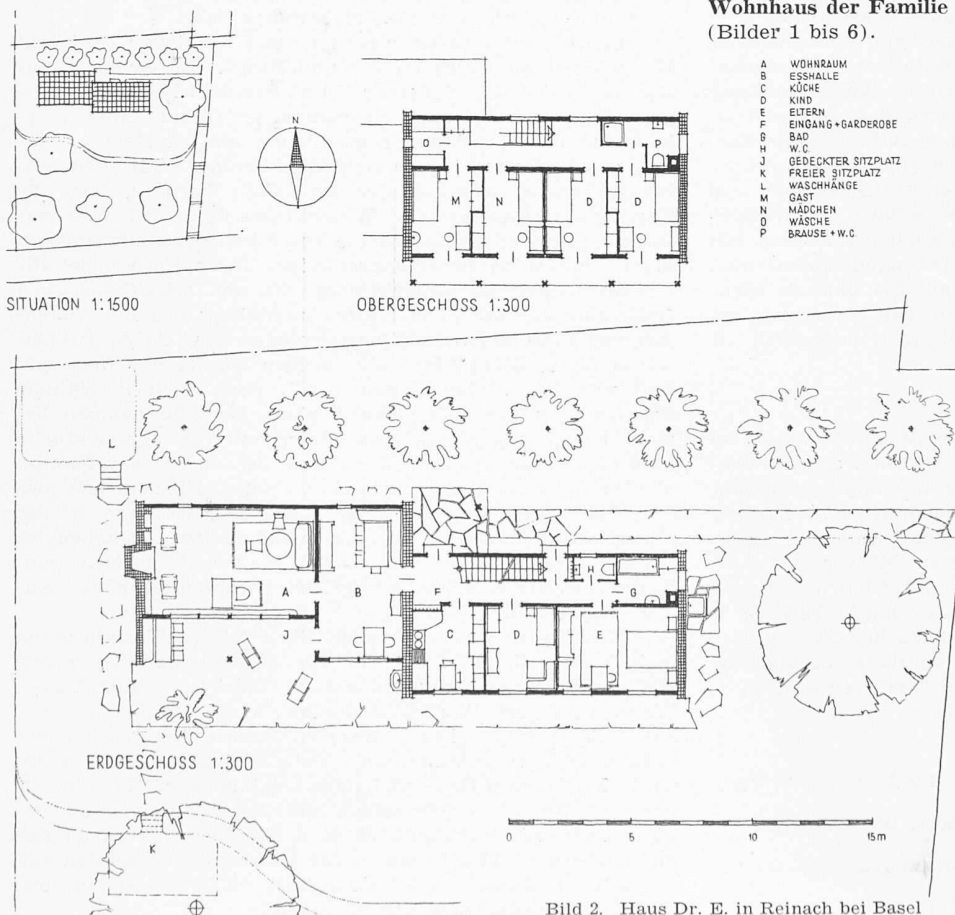 Wohnhaus der Familie
(Bilder 1 bis 6).
A WOHNRAUM
B ESSHALLE
C KÜCHE
D KIND
E ELTERN
F EINGANG+GARDEROBE
G BAD
H W.C.
J GEDECKTER SITZPLATZ
K FREIER SITZPLATZ
L WASCHHÄNGE
M GAST
N MÄDCHEN
O WÄSCHE
P BRAUSE+W.C.
N
O
P
M N D D
SITUATION 1:1500
OBERGESCHOSS 1:300
H
A B F G
C D E
J
ERDGESCHOSS 1:300
K
0 5 10 15 m
Bild 2. Haus Dr. E. in Reinach bei Basel